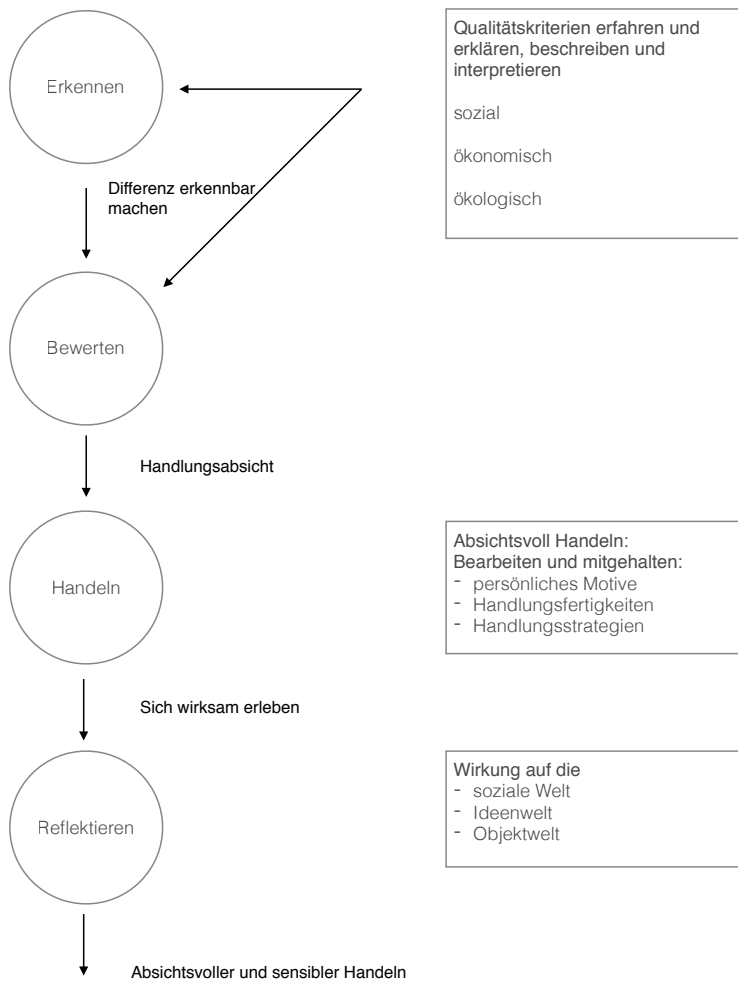 Erkennen
Qualitätskriterien erfahren und
erklären, beschreiben und
interpretieren
sozial
ökonomisch
ökologisch
Differenz erkennbar
machen
Bewerten
Handlungsabsicht
Handeln
Absichtsvoll Handeln:
Bearbeiten und mitgehalten:
- persönliches Motive
- Handlungsfertigkeiten
- Handlungsstrategien
Sich wirksam erleben
Reflektieren
Wirkung auf die
- soziale Welt
- Ideenwelt
- Objektwelt
Absichtsvoller und sensibler Handeln